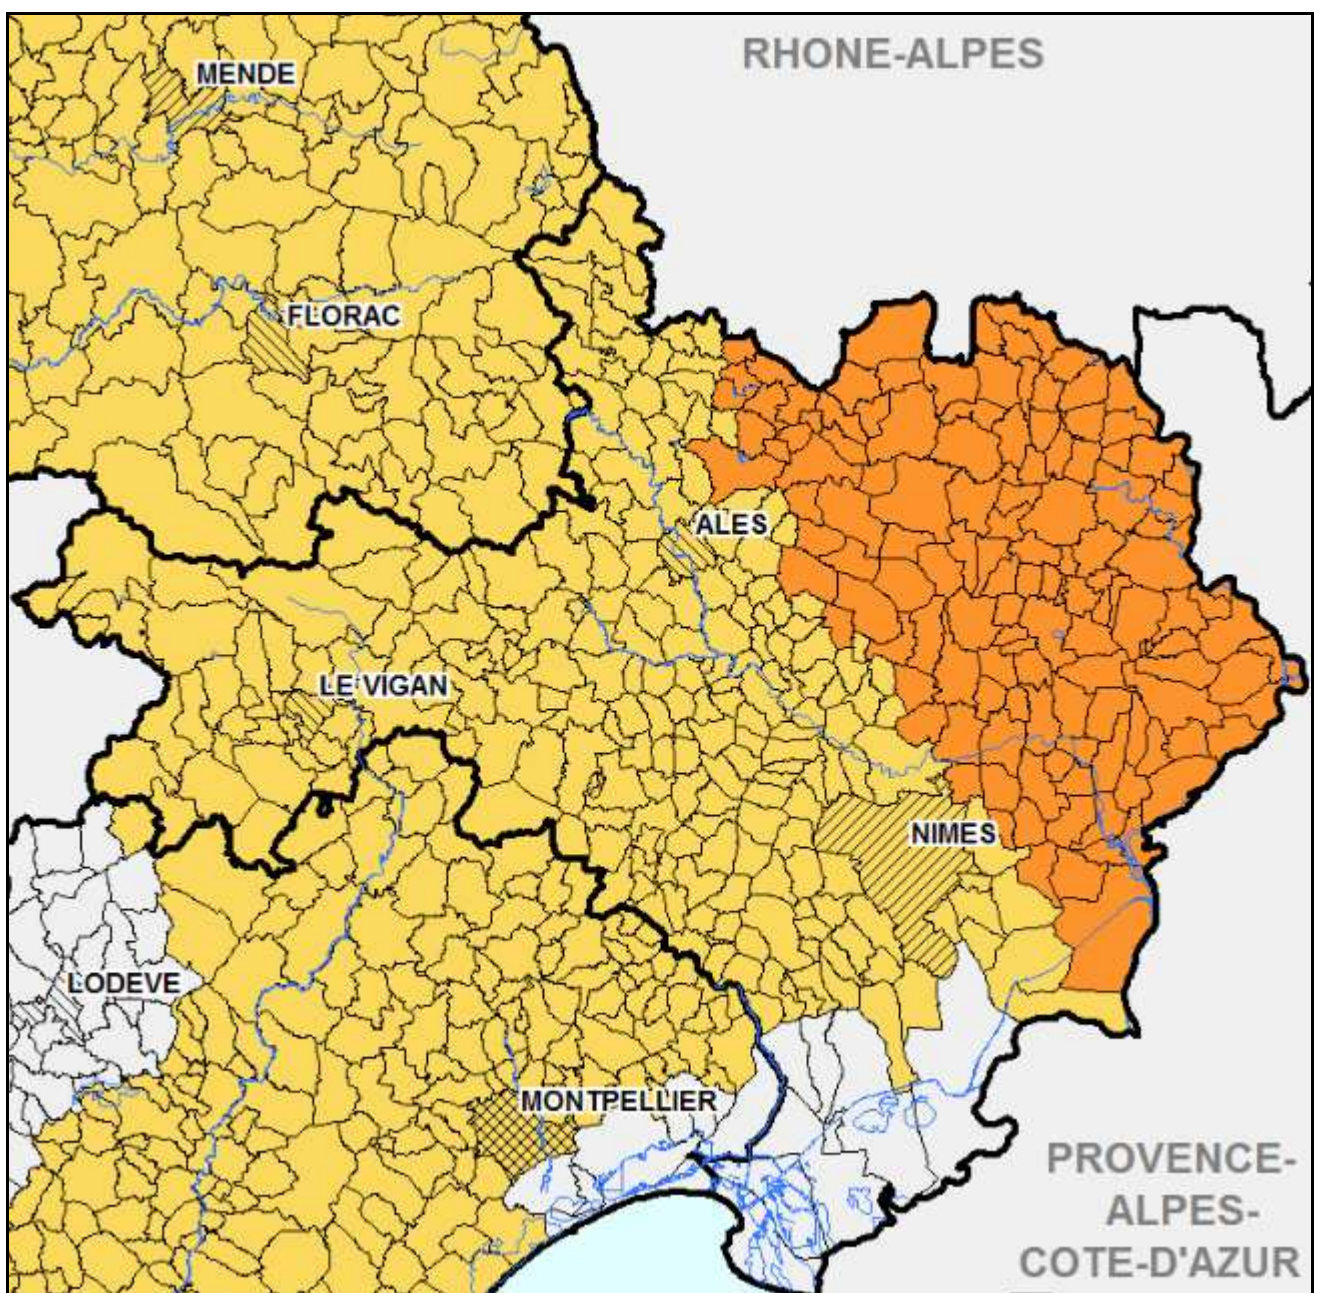 RHONE-ALPES
MENDE
FLORAC
ALES
LE VIGAN
NIMES
LODEVE
MONTPELLIER
PROVENCE-
ALPES-
COTE-D'AZUR